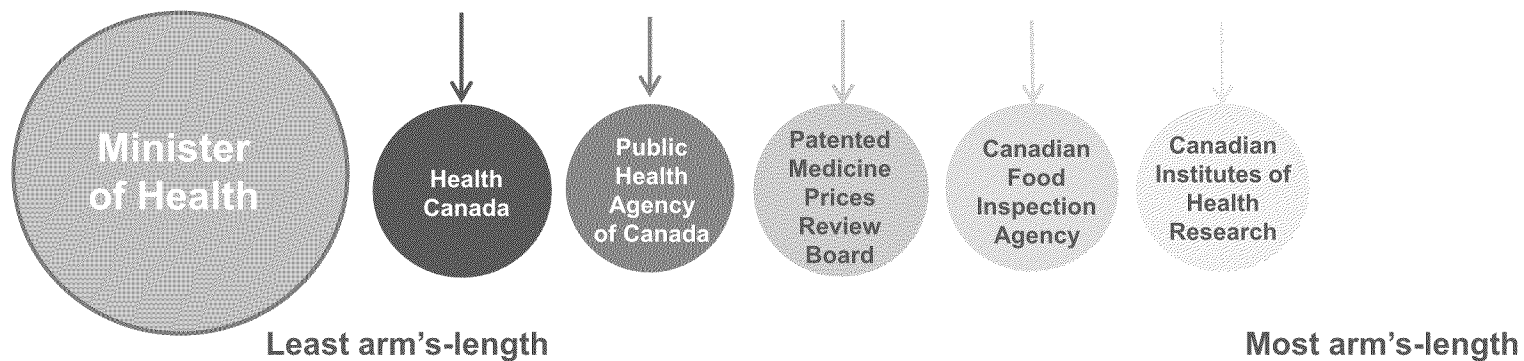 Minister
of Health
Health
Canada
Public
Health
Agency
of Canada
Patented
Medicine
Prices
Review
Board
Canadian
Food
Inspection
Agency
Canadian
Institutes of
Health
Research
Least arm's-length
Most arm's-length